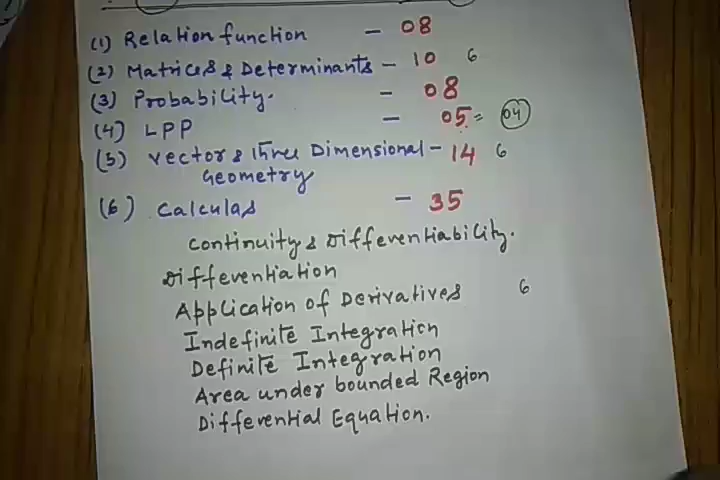 (1) Relation function - 08
(2) Matrices & Determinants - 10 6
(3) Probability. - 08
(4) LPP - 05 = 04
(5) Vector & Three Dimensional - 14 6
Geometry
(6) Calculas - 35
Continuity & Differentiability.
Differentiation
Application of Derivatives 6
Indefinite Integration
Definite Integration
Area under bounded Region
Differential Equation.